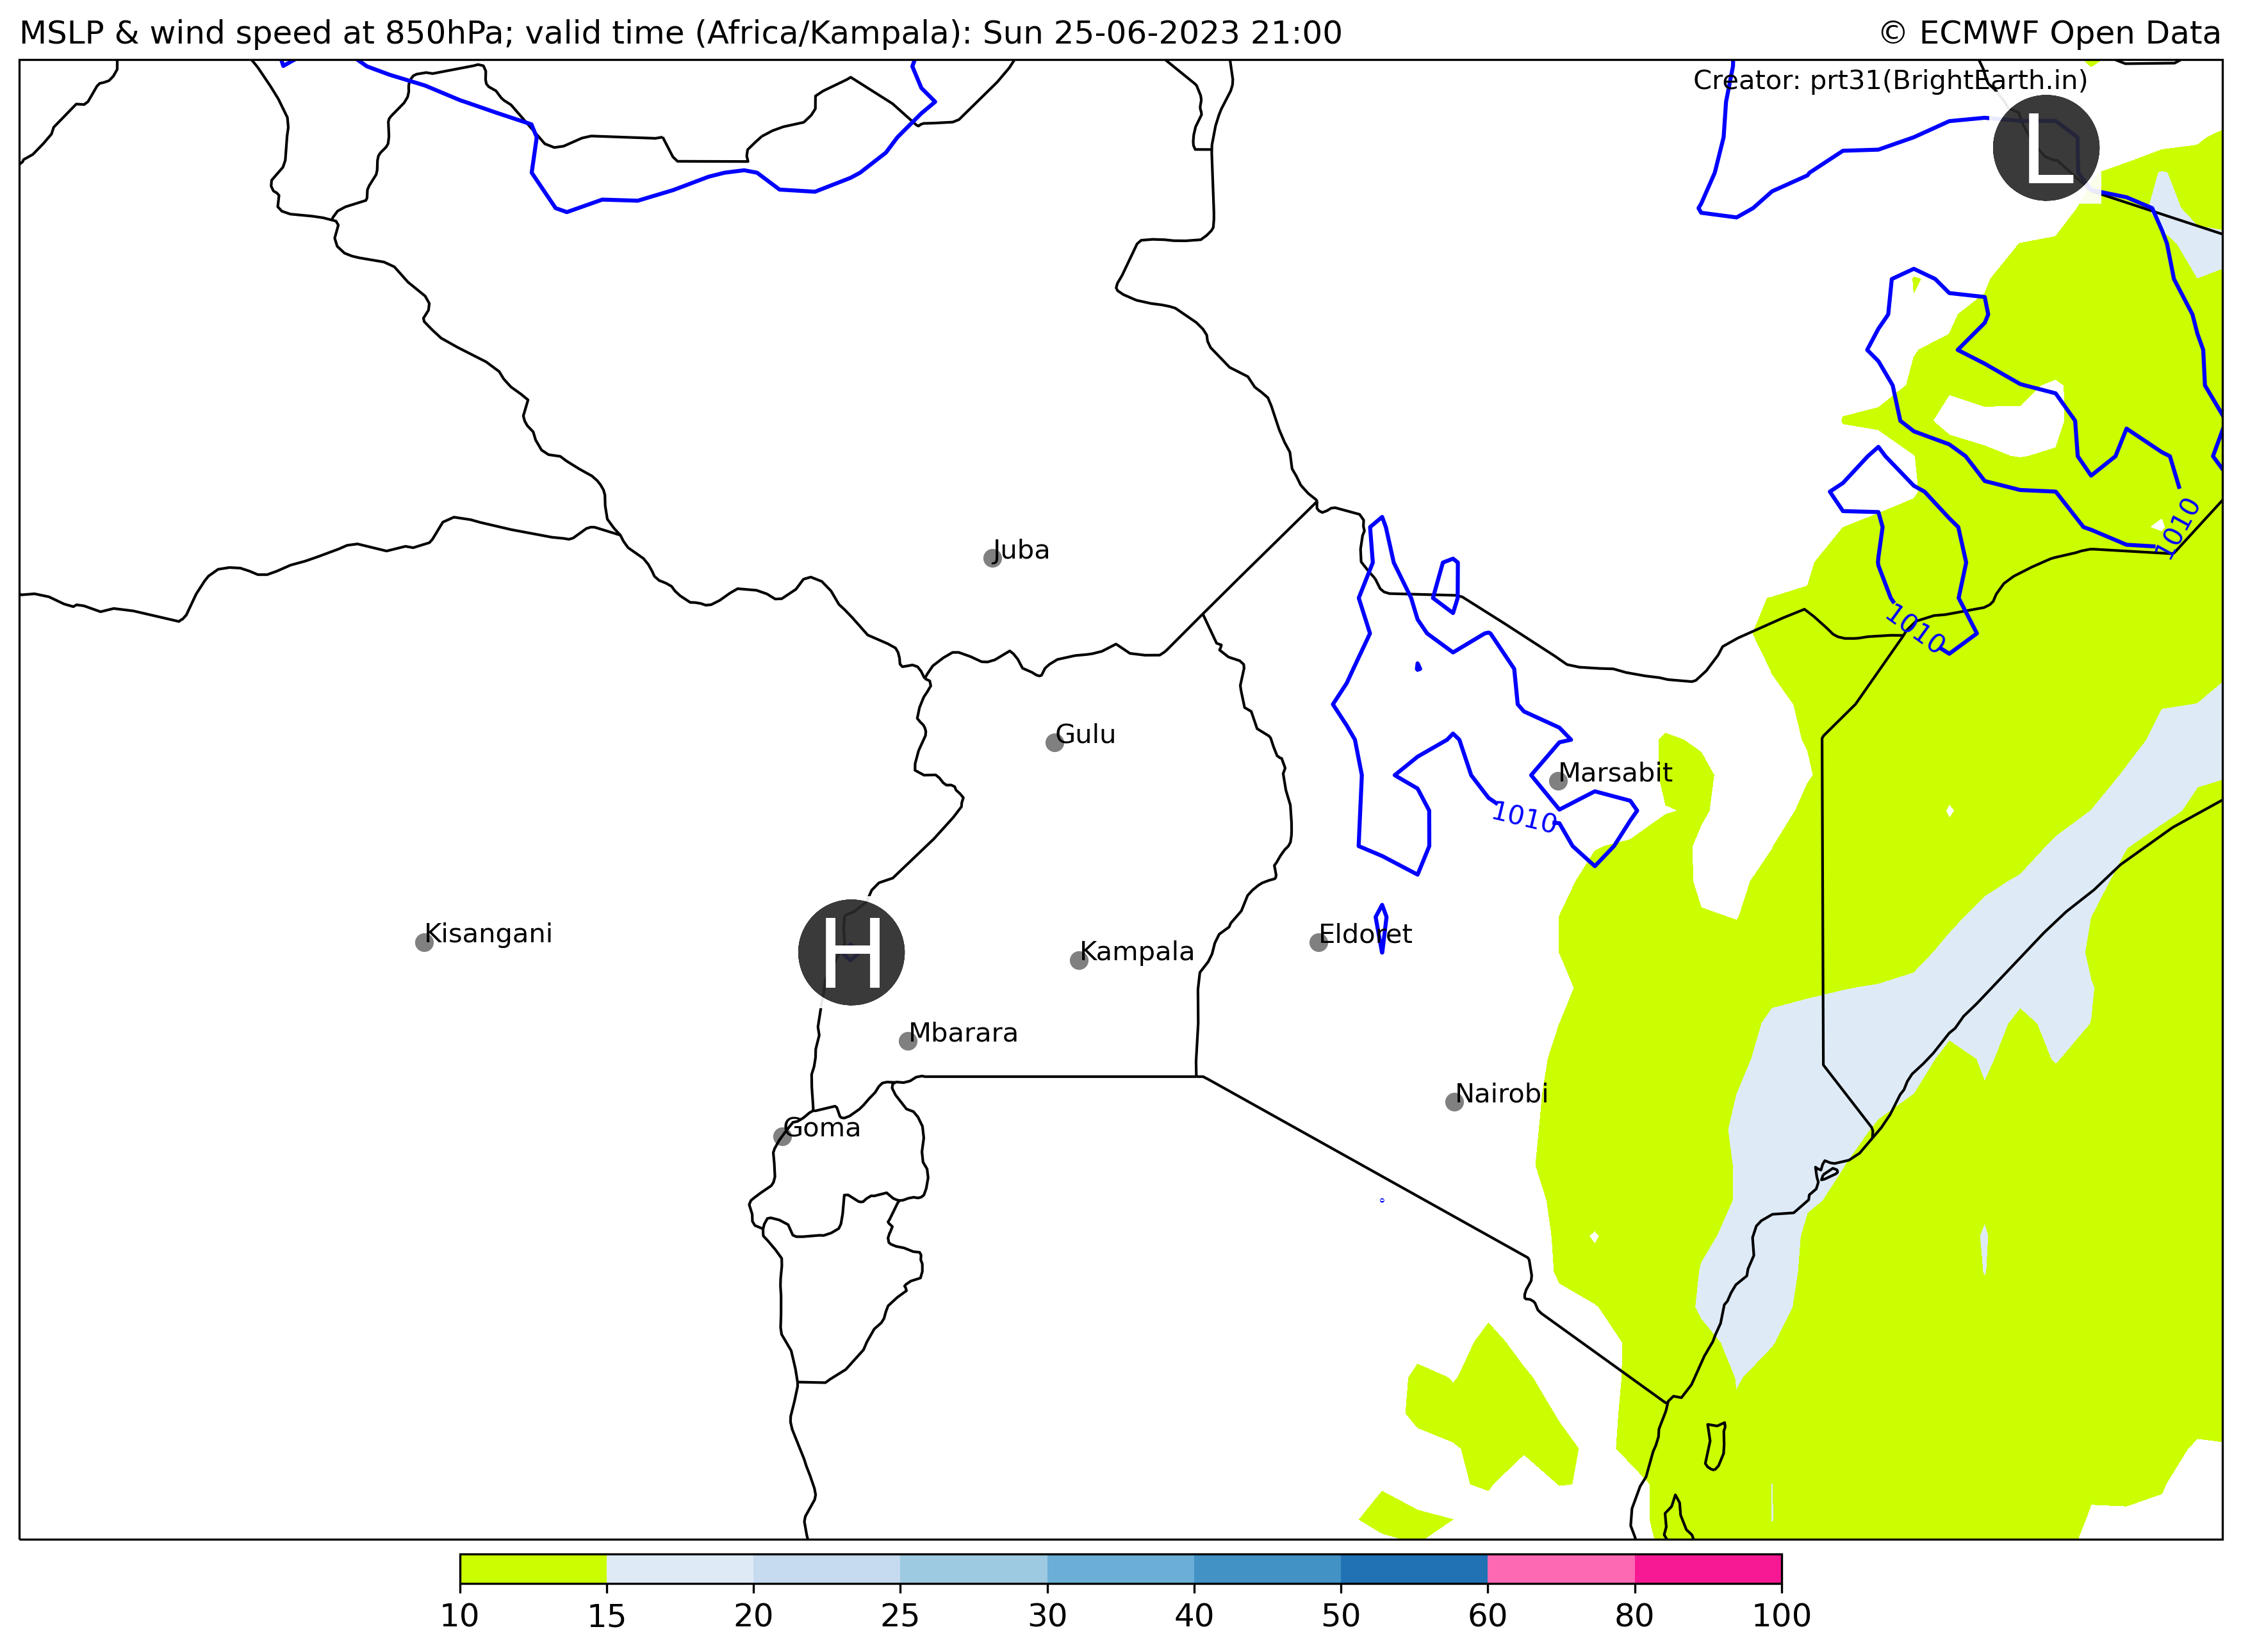 MSLP & wind speed at 850hPa; valid time (Africa/Kampala): Sun 25-06-2023 21:00
© ECMWF Open Data
Creator: prt31(BrightEarth.in)
L
1010
Juba
1010
Gulu
Marsabit
1010
Kisangani
H
Kampala
Eldoret
Mbarara
Nairobi
Goma
10 15 20 25 30 40 50 60 80 100